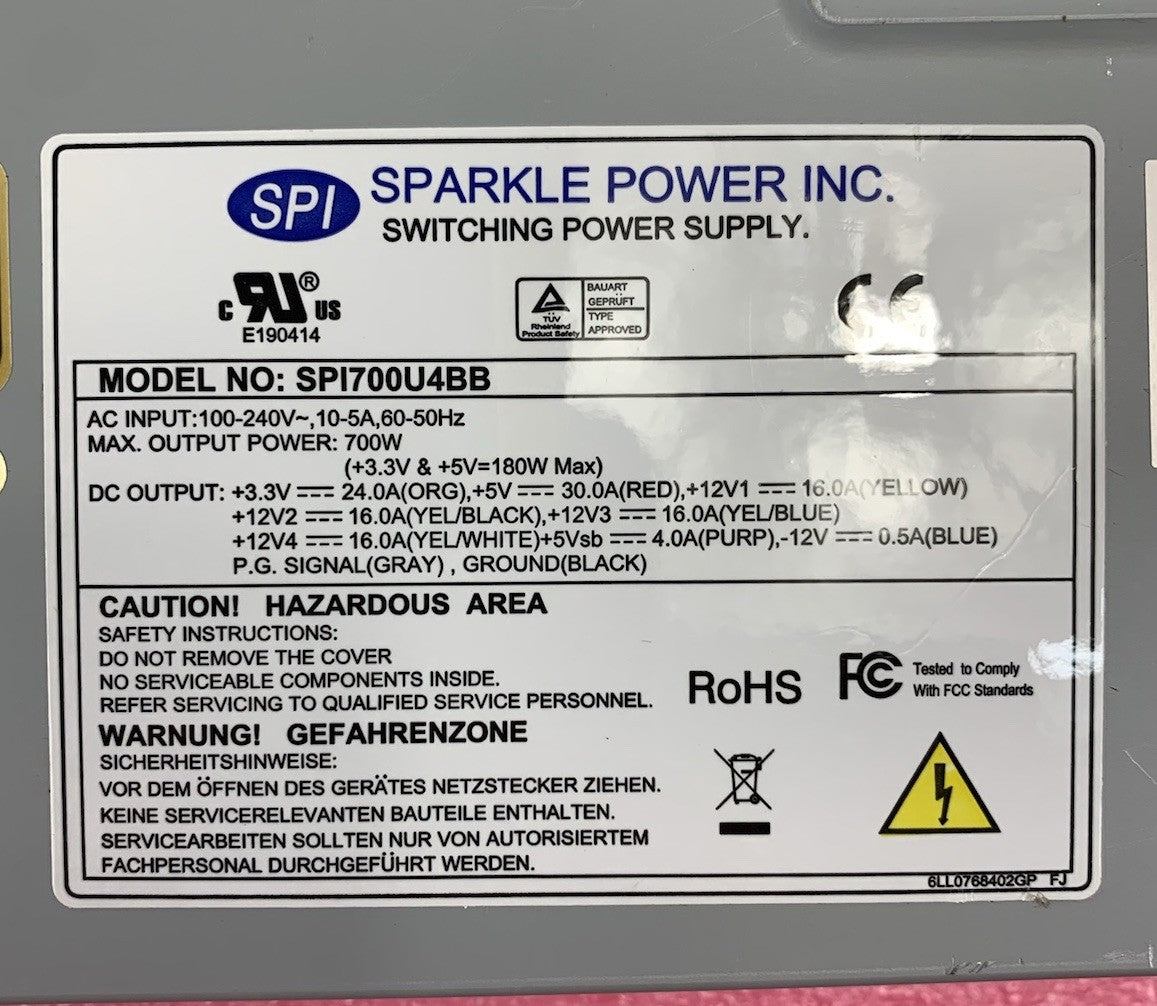 SPI SPARKLE POWER INC.
SWITCHING POWER SUPPLY.
C RU ® US
E190414
TÜV
Rheinland
Product Safety
BAUART
GEPRÜFT
TYPE
APPROVED
CE
MODEL NO: SPI700U4BB
AC INPUT:100-240V~,10-5A,60-50Hz
MAX. OUTPUT POWER: 700W
(+3.3V & +5V=180W Max)
DC OUTPUT: +3.3V ⎓ 24.0A(ORG),+5V ⎓ 30.0A(RED),+12V1 ⎓ 16.0A(YELLOW)
+12V2 ⎓ 16.0A(YEL/BLACK),+12V3 ⎓ 16.0A(YEL/BLUE)
+12V4 ⎓ 16.0A(YEL/WHITE)+5Vsb ⎓ 4.0A(PURP),-12V ⎓ 0.5A(BLUE)
P.G. SIGNAL(GRAY) , GROUND(BLACK)
CAUTION! HAZARDOUS AREA
SAFETY INSTRUCTIONS:
DO NOT REMOVE THE COVER
NO SERVICEABLE COMPONENTS INSIDE.
REFER SERVICING TO QUALIFIED SERVICE PERSONNEL.
RoHS
FC Tested to Comply
With FCC Standards
WARNUNG! GEFAHRENZONE
SICHERHEITSHINWEISE:
VOR DEM ÖFFNEN DES GERÄTES NETZSTECKER ZIEHEN.
KEINE SERVICERELEVANTEN BAUTEILE ENTHALTEN.
SERVICEARBEITEN SOLLTEN NUR VON AUTORISIERTEM
FACHPERSONAL DURCHGEFÜHRT WERDEN.
6LL0768402GP FJ